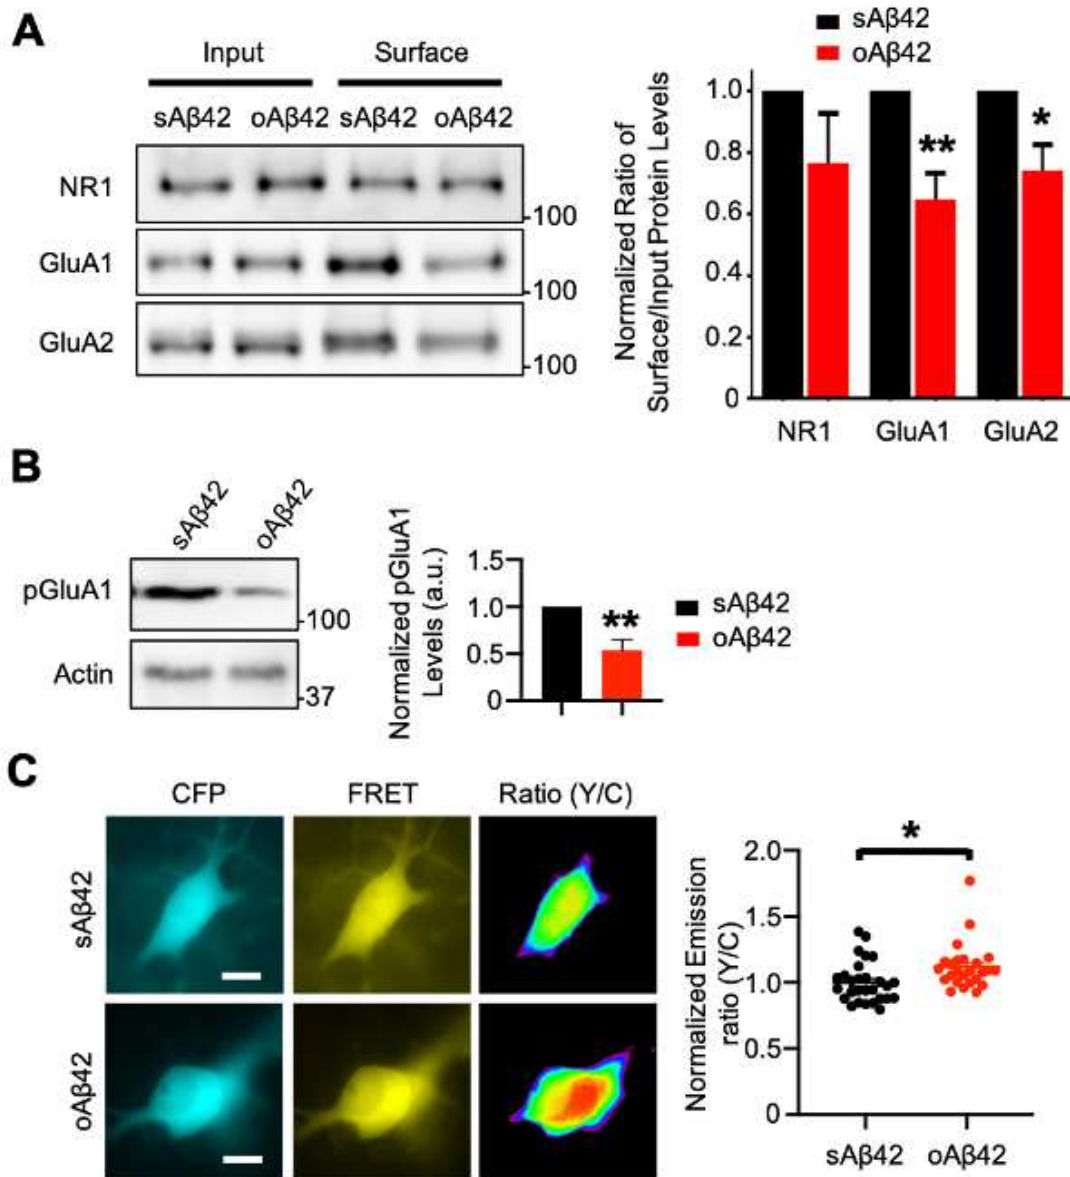 A
Input Surface
sAβ42 oAβ42 sAβ42 oAβ42
NR1
-100
GluA1
-100
GluA2
-100
sAβ42
oAβ42
Normalized Ratio of
Surface/Input Protein Levels
1.0
0.8
0.6
0.4
0.2
0
**
*
NR1 GluA1 GluA2
B
sAβ42 oAβ42
pGluA1
-100
Actin
-37
Normalized pGluA1
Levels (a.u.)
1.5
1.0
0.5
0
**
sAβ42
oAβ42
C
CFP FRET Ratio (Y/C)
sAβ42
oAβ42
Normalized Emission
ratio (Y/C)
2.0
1.5
1.0
0.5
0
*
sAβ42 oAβ42